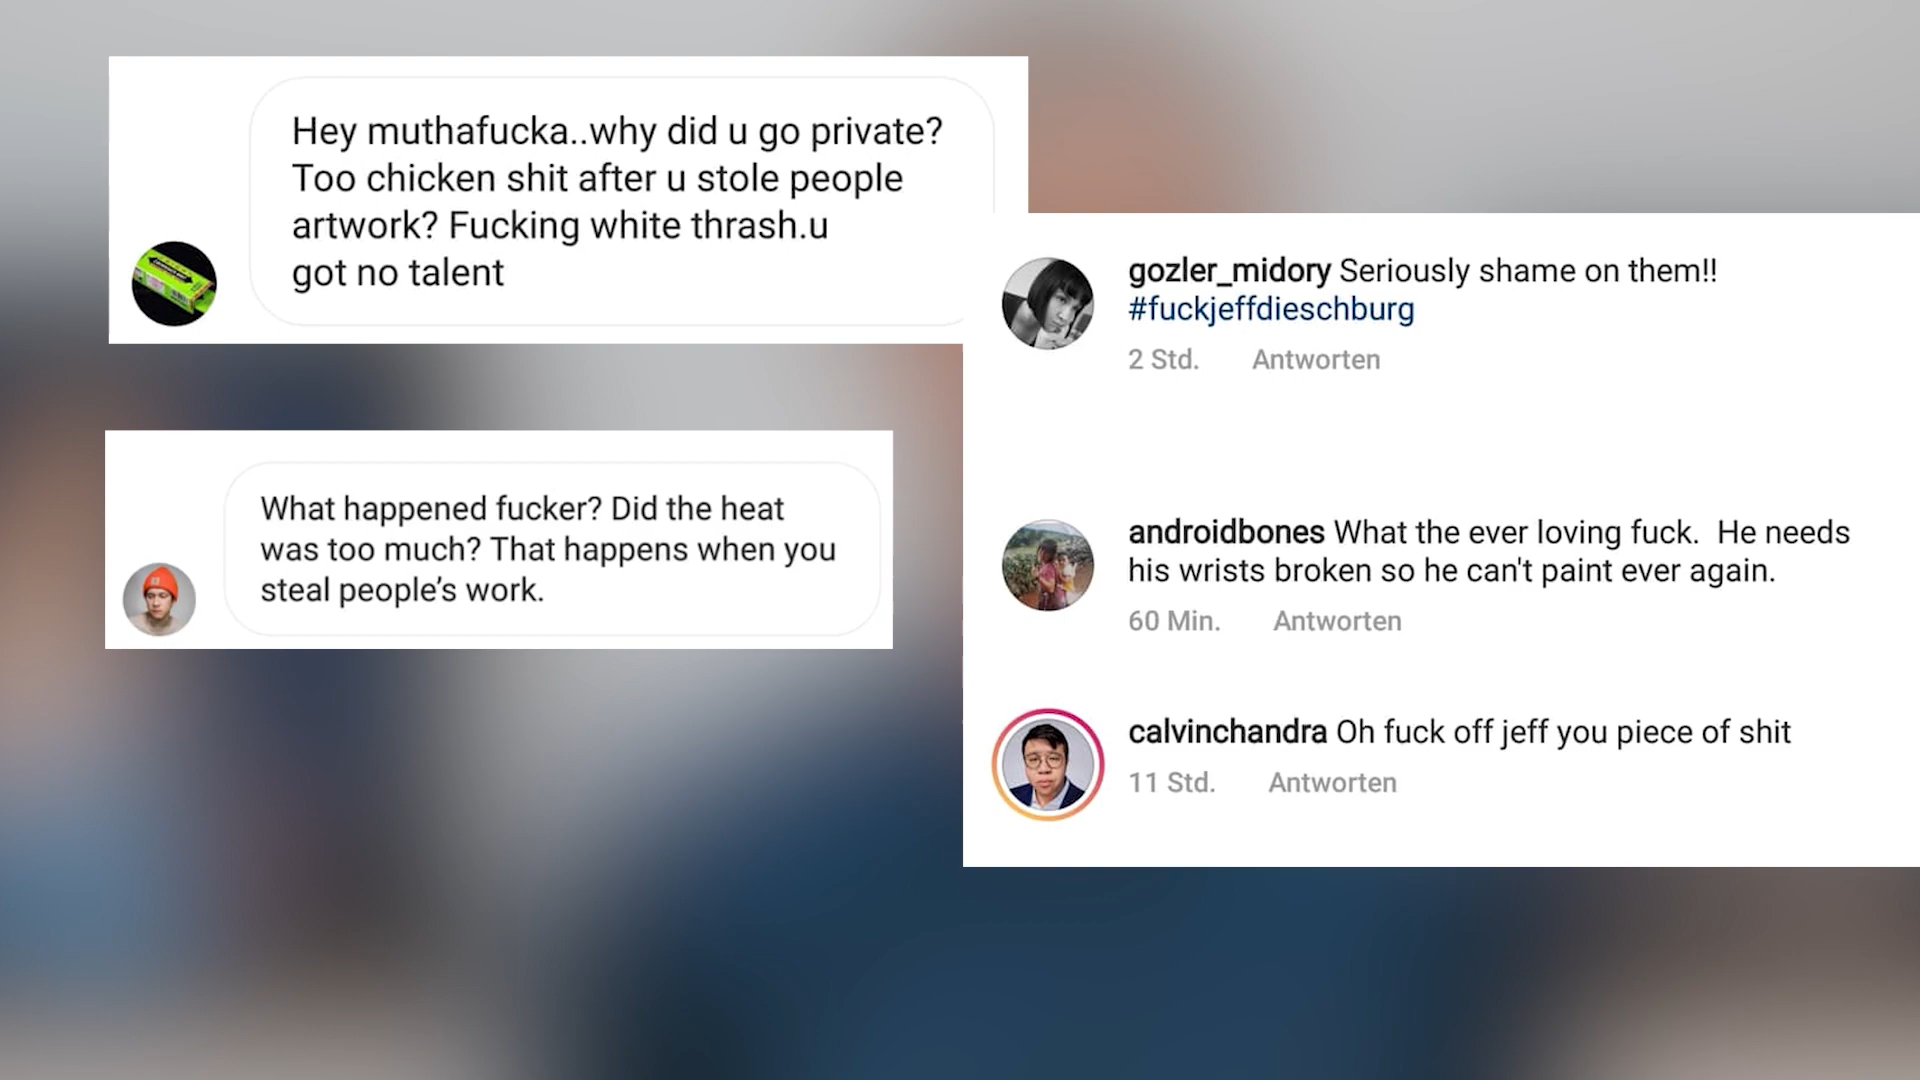 Hey muthafucka..why did u go private?
Too chicken shit after u stole people
artwork? Fucking white thrash.u
got no talent
What happened fucker? Did the heat
was too much? That happens when you
steal people’s work.
gozler_midory Seriously shame on them!!
#fuckjeffdieschburg
2 Std. Antworten
androidbones What the ever loving fuck.  He needs
his wrists broken so he can't paint ever again.
60 Min. Antworten
calvinchandra Oh fuck off jeff you piece of shit
11 Std. Antworten